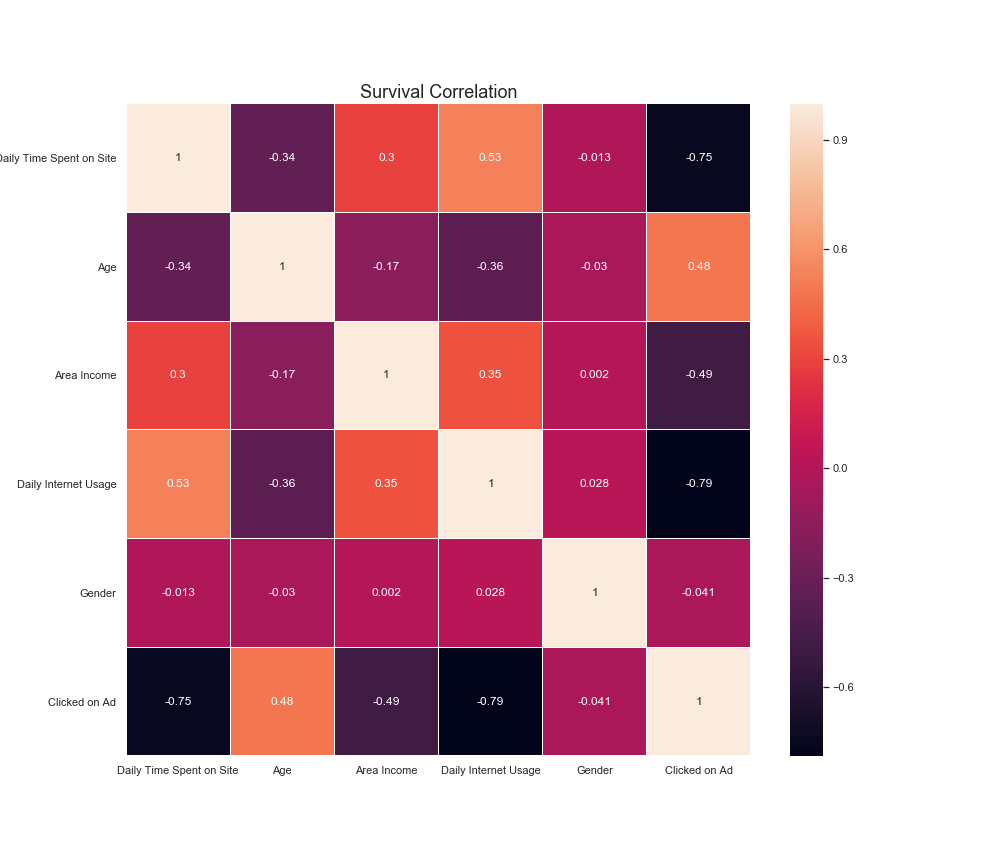 Survival Correlation
Daily Time Spent on Site 1 -0.34 0.3 0.53 -0.013 -0.75
Age -0.34 1 -0.17 -0.36 -0.03 0.48
Area Income 0.3 -0.17 1 0.35 0.002 -0.49
Daily Internet Usage 0.53 -0.36 0.35 1 0.028 -0.79
Gender -0.013 -0.03 0.002 0.028 1 -0.041
Clicked on Ad -0.75 0.48 -0.49 -0.79 -0.041 1
Daily Time Spent on Site Age Area Income Daily Internet Usage Gender Clicked on Ad
0.9
0.6
0.3
0.0
−0.3
−0.6